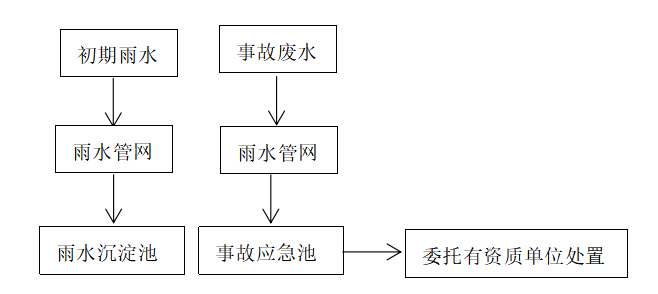 初期雨水
事故废水
雨水管网
雨水管网
雨水沉淀池
事故应急池
委托有资质单位处置